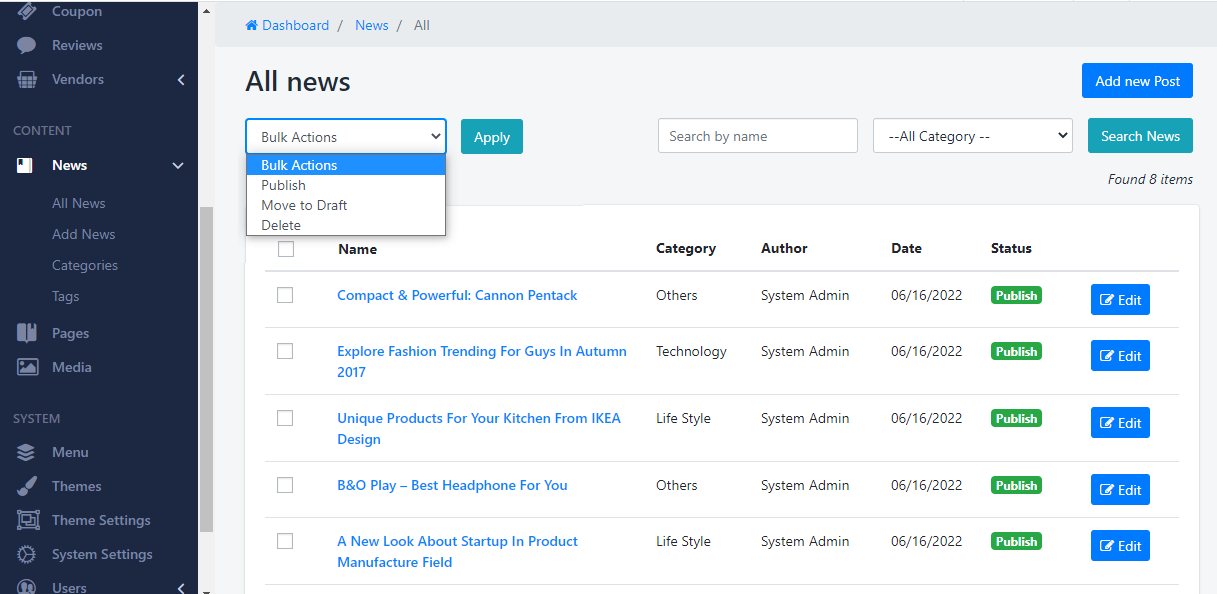 Coupon
Reviews
Vendors
CONTENT
News
All News
Add News
Categories
Tags
Pages
Media
SYSTEM
Menu
Themes
Theme Settings
System Settings
Users
Dashboard / News / All
All news
Add new Post
Bulk Actions
Apply
Search by name
--All Category --
Search News
Bulk Actions
Publish
Move to Draft
Delete
Found 8 items
Name Category Author Date Status
Compact & Powerful: Cannon Pentack Others System Admin 06/16/2022 Publish Edit
Explore Fashion Trending For Guys In Autumn Technology System Admin 06/16/2022 Publish Edit
2017
Unique Products For Your Kitchen From IKEA Life Style System Admin 06/16/2022 Publish Edit
Design
B&O Play – Best Headphone For You Others System Admin 06/16/2022 Publish Edit
A New Look About Startup In Product Life Style System Admin 06/16/2022 Publish Edit
Manufacture Field